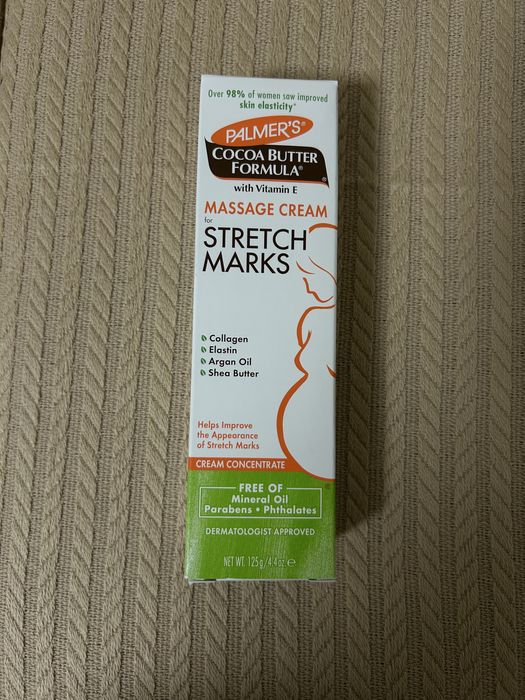 Over 98% of women saw improved
skin elasticity*
PALMER'S®
COCOA BUTTER
FORMULA®
with Vitamin E
MASSAGE CREAM
for
STRETCH
MARKS
Collagen
Elastin
Argan Oil
Shea Butter
Helps Improve
the Appearance
of Stretch Marks
CREAM CONCENTRATE
FREE OF
Mineral Oil
Parabens • Phthalates
DERMATOLOGIST APPROVED
NET WT. 125g/4.4oz. ℮